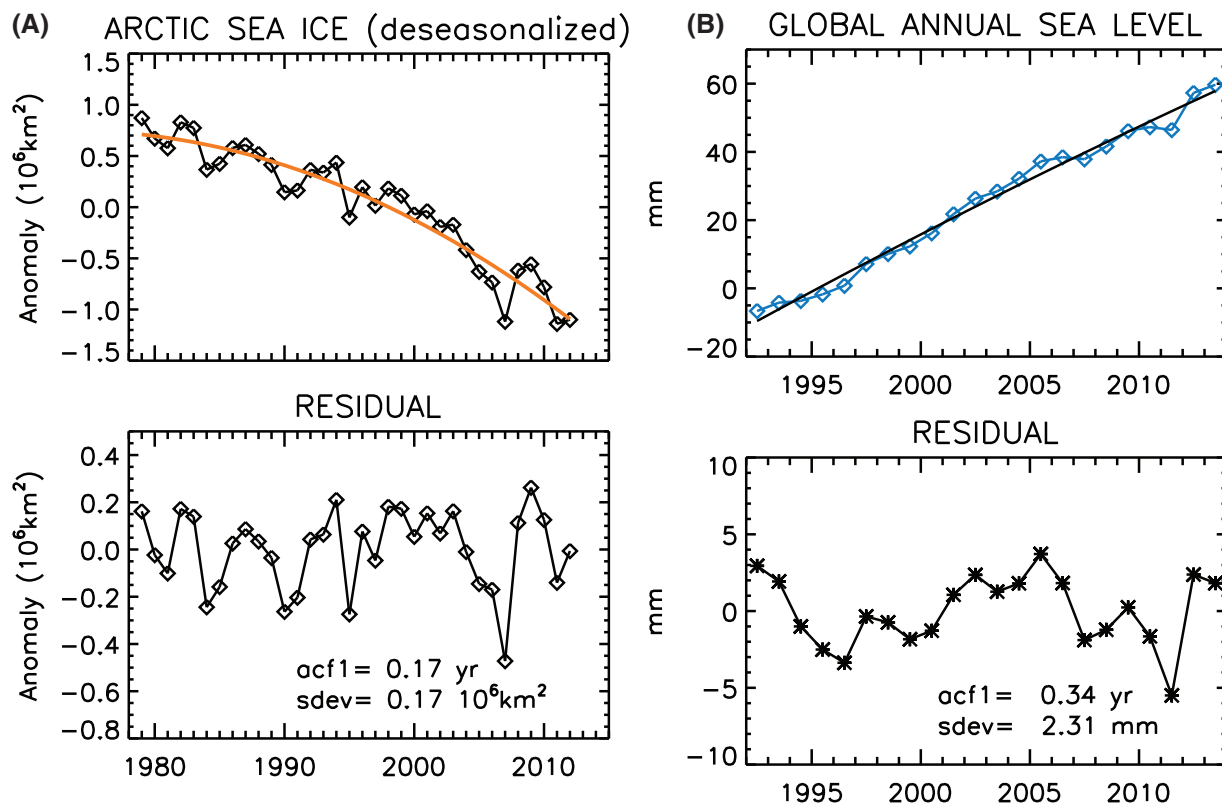 (A) ARCTIC SEA ICE (deseasonalized)
Anomaly (10⁶km²)
1.5
1.0
0.5
0.0
−0.5
−1.0
−1.5
1980 1990 2000 2010
RESIDUAL
Anomaly (10⁶km²)
0.4
0.2
0.0
−0.2
−0.4
−0.6
−0.8
acf1= 0.17 yr
sdev= 0.17 10⁶km²
1980 1990 2000 2010
(B) GLOBAL ANNUAL SEA LEVEL
mm
60
40
20
0
−20
1995 2000 2005 2010
RESIDUAL
mm
10
5
0
−5
−10
acf1= 0.34 yr
sdev= 2.31 mm
1995 2000 2005 2010